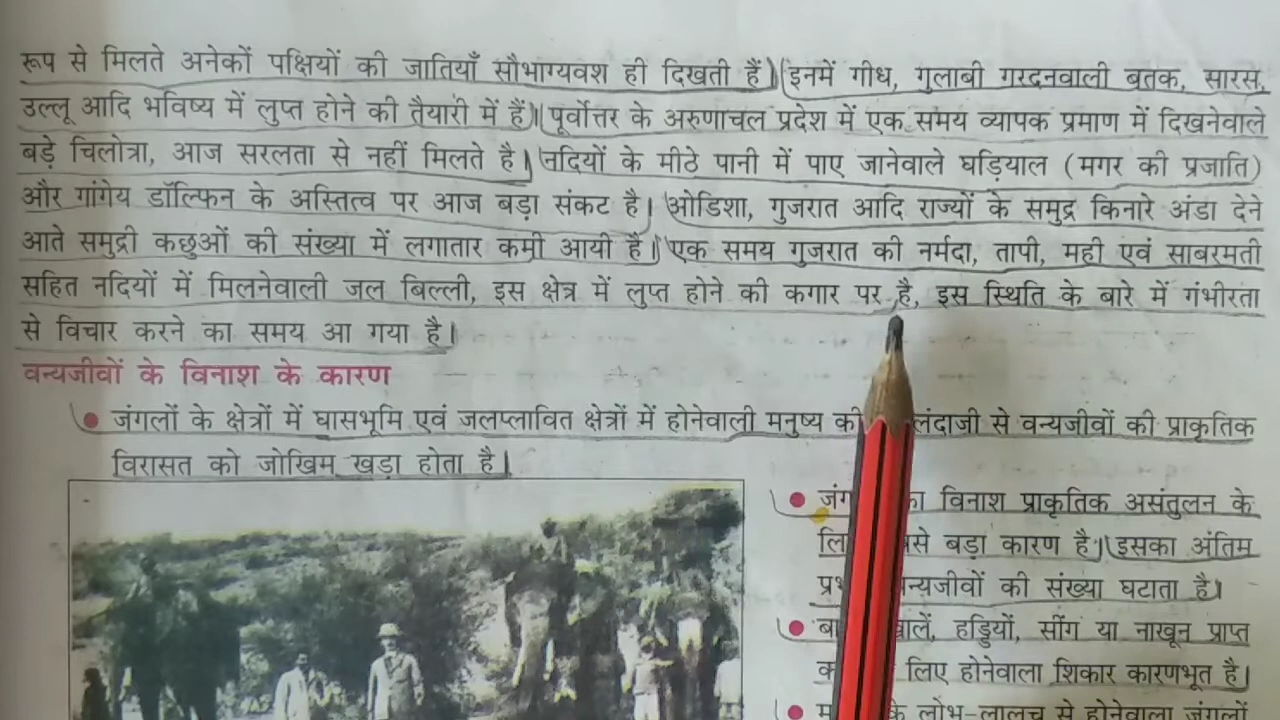 रूप से मिलते अनेकों पक्षियों की जातियाँ सौभाग्यवश ही दिखती हैं। इनमें गीध, गुलाबी गरदनवाली बतक, सारस,
उल्लू आदि भविष्य में लुप्त होने की तैयारी में हैं। पूर्वोत्तर के अरुणाचल प्रदेश में एक समय व्यापक प्रमाण में दिखनेवाले
बड़े चिलोत्रा, आज सरलता से नहीं मिलते है। नदियों के मीठे पानी में पाए जानेवाले घड़ियाल (मगर की प्रजाति)
और गांगेय डॉल्फिन के अस्तित्व पर आज बड़ा संकट है। ओडिशा, गुजरात आदि राज्यों के समुद्र किनारे अंडा देने
आते समुद्री कछुओं की संख्या में लगातार कमी आयी है। एक समय गुजरात की नर्मदा, तापी, मही एवं साबरमती
सहित नदियों में मिलनेवाली जल बिल्ली, इस क्षेत्र में लुप्त होने की कगार पर है, इस स्थिति के बारे में गंभीरता
से विचार करने का समय आ गया है।
वन्यजीवों के विनाश के कारण
● जंगलों के क्षेत्रों में घासभूमि एवं जलप्लावित क्षेत्रों में होनेवाली मनुष्य की से वन्यजीवों की प्राकृतिक
विरासत को जोखिम खड़ा होता है।
● विनाश प्राकृतिक असंतुलन के
बड़ा कारण है। इसका अंतिम
वन्यजीवों की संख्या घटाता है।
● हड्डियों, सींग या नाखून प्राप्त
लिए होनेवाला शिकार कारणभूत है।
● के लोभ-लालच से होनेवाला जंगलों